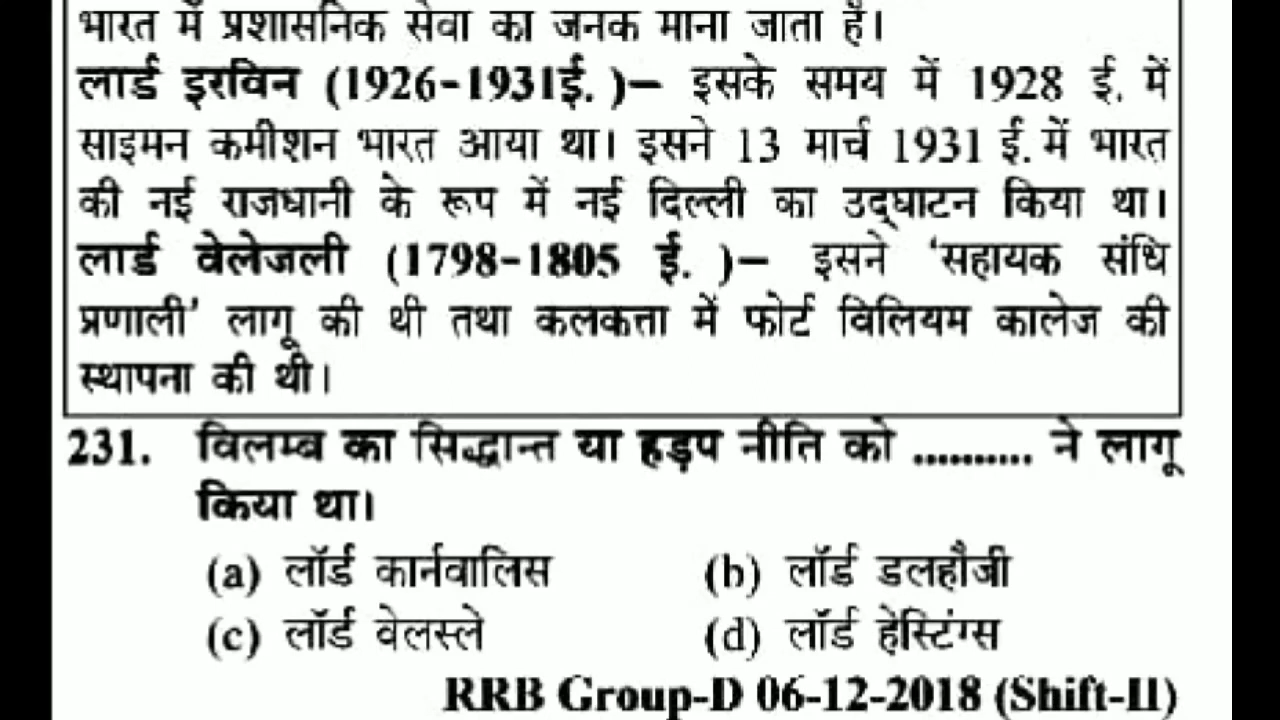 भारत में प्रशासनिक सेवा का जनक माना जाता है।
लार्ड इरविन (1926-1931ई. )– इसके समय में 1928 ई. में
साइमन कमीशन भारत आया था। इसने 13 मार्च 1931 ई. में भारत
की नई राजधानी के रूप में नई दिल्ली का उद्घाटन किया था।
लार्ड वेलेजली (1798-1805 ई. )– इसने ‘सहायक संधि
प्रणाली’ लागू की थी तथा कलकत्ता में फोर्ट विलियम कालेज की
स्थापना की थी।
231. विलम्ब का सिद्धान्त या हड़प नीति को .......... ने लागू
किया था।
(a) लॉर्ड कार्नवालिस (b) लॉर्ड डलहौजी
(c) लॉर्ड वेलस्ले (d) लॉर्ड हेस्टिंग्स
RRB Group-D 06-12-2018 (Shift-II)